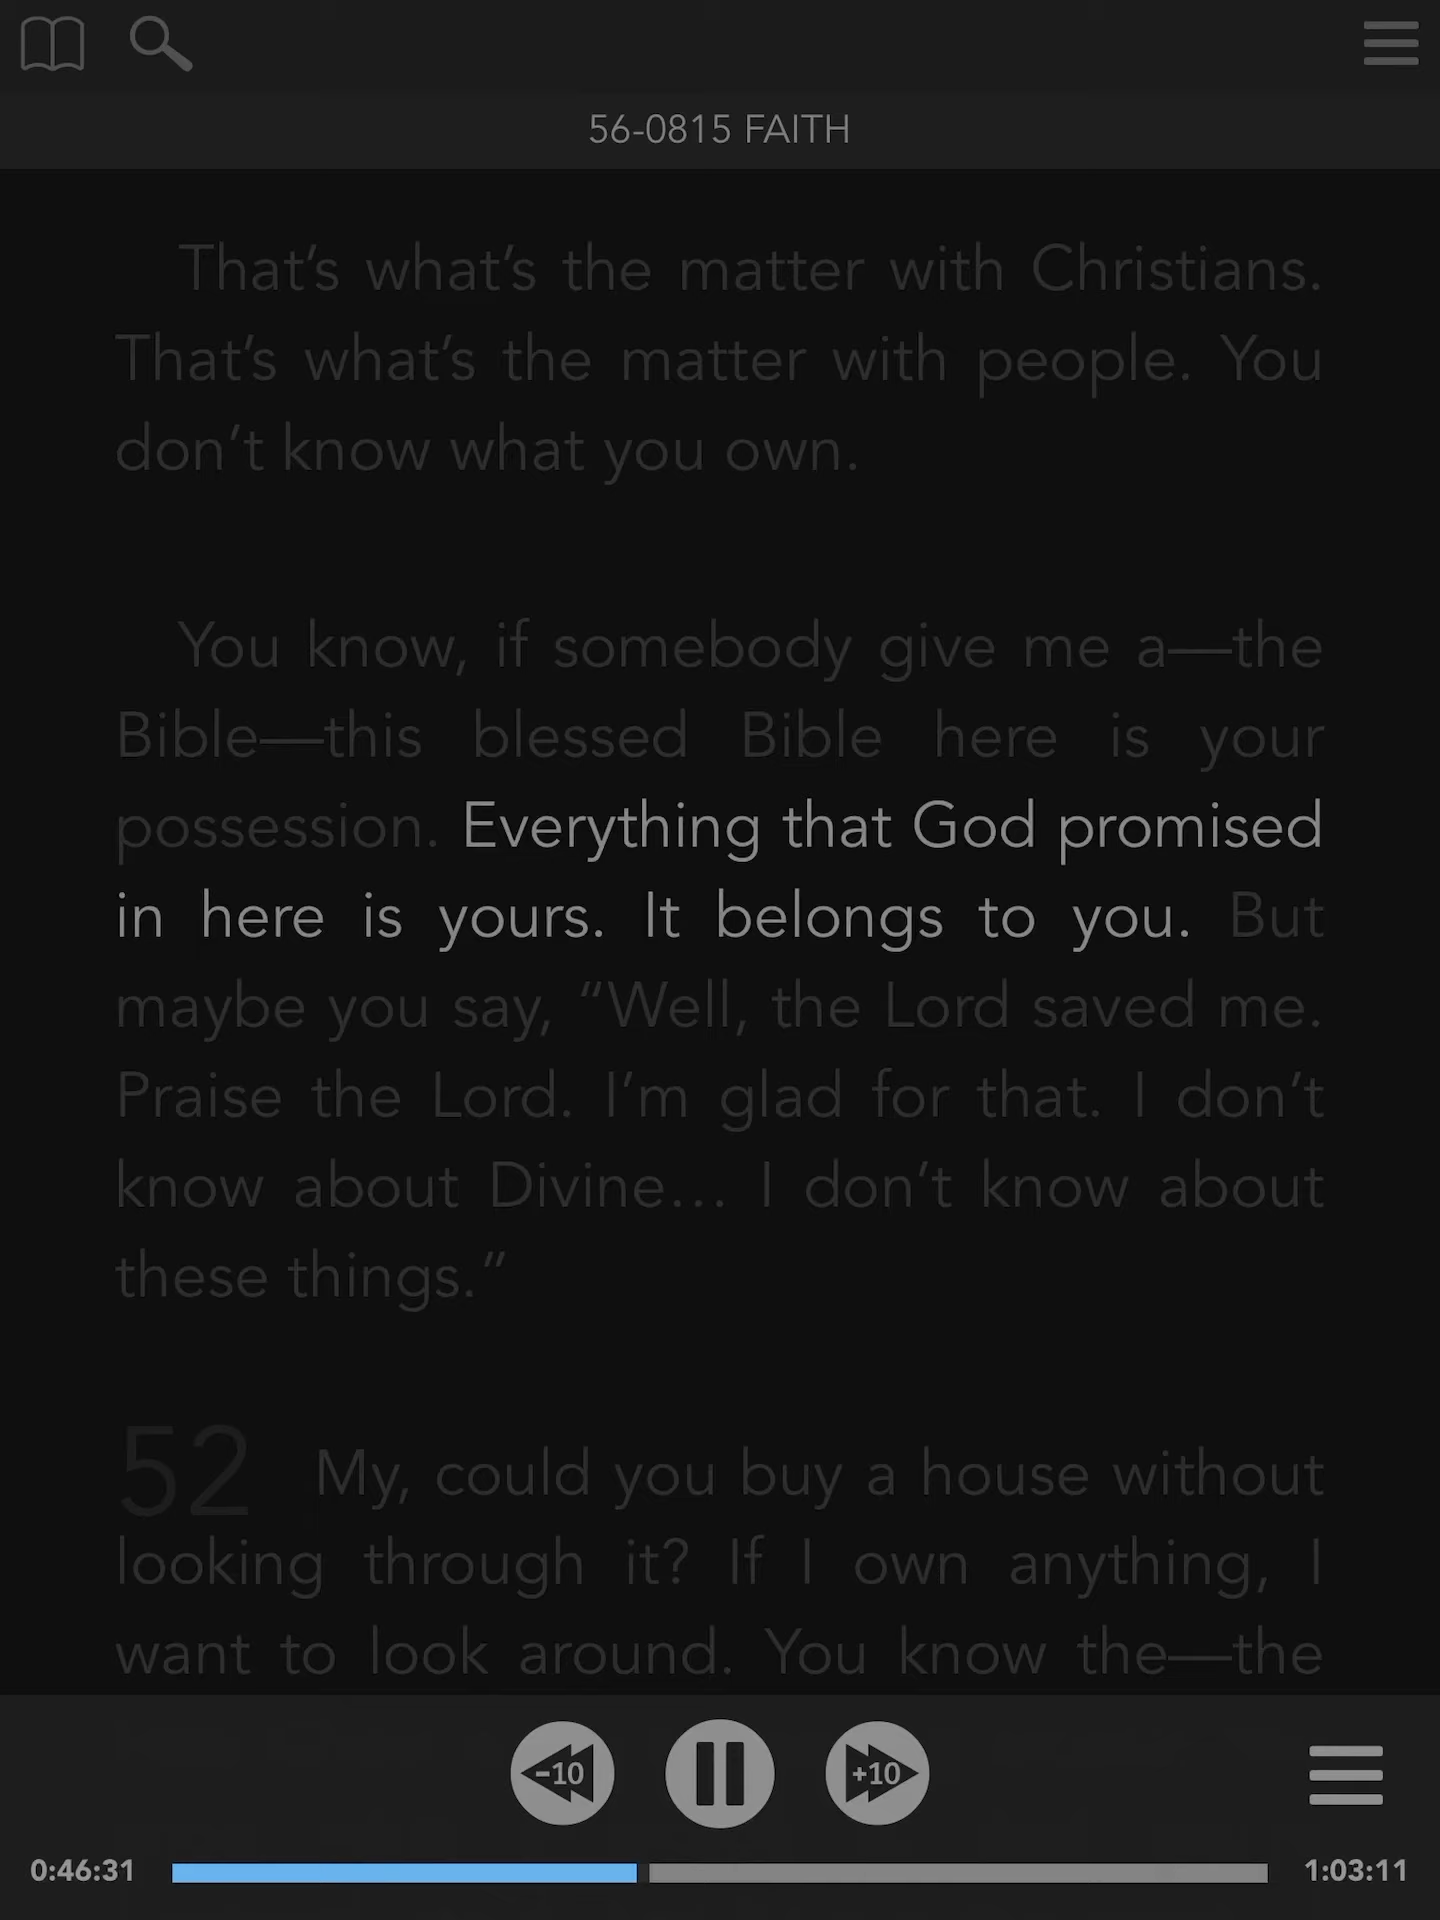 56-0815 FAITH
That’s what’s the matter with Christians.
That’s what’s the matter with people. You
don’t know what you own.
You know, if somebody give me a—the
Bible—this blessed Bible here is your
possession. Everything that God promised
in here is yours. It belongs to you. But
maybe you say, “Well, the Lord saved me.
Praise the Lord. I’m glad for that. I don’t
know about Divine… I don’t know about
these things.”
52 My, could you buy a house without
looking through it? If I own anything, I
want to look around. You know the—the
-10 +10
0:46:31 1:03:11